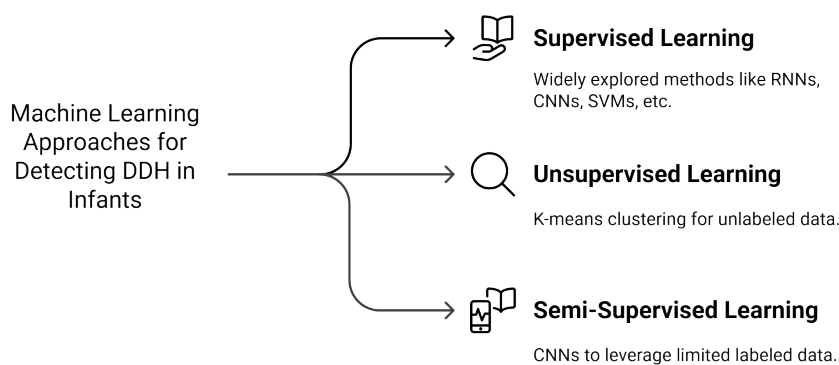 Machine Learning
Approaches for
Detecting DDH in
Infants
Supervised Learning
Widely explored methods like RNNs,
CNNs, SVMs, etc.
Unsupervised Learning
K-means clustering for unlabeled data.
Semi-Supervised Learning
CNNs to leverage limited labeled data.